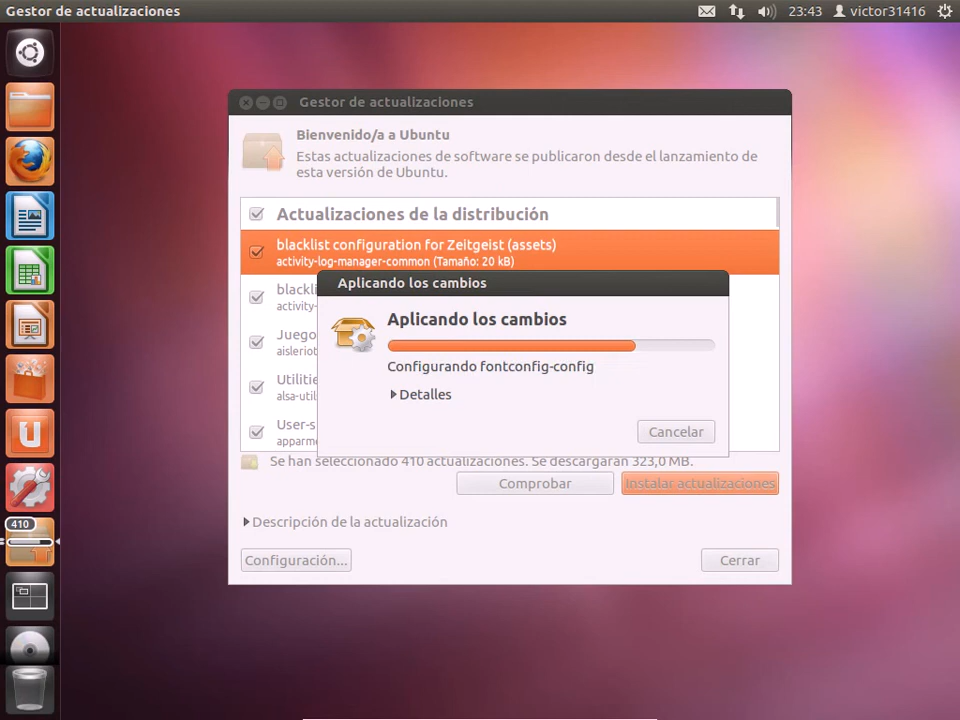 Gestor de actualizaciones
23:43
victor31416
Gestor de actualizaciones
Bienvenido/a a Ubuntu
Estas actualizaciones de software se publicaron desde el lanzamiento de
esta versión de Ubuntu.
Actualizaciones de la distribución
blacklist configuration for Zeitgeist (assets)
activity-log-manager-common (Tamaño: 20 kB)
blackli
activity-
Juego
aisleriot
Utilitie
alsa-util
User-s
apparme
Aplicando los cambios
Aplicando los cambios
Configurando fontconfig-config
Detalles
Cancelar
Se han seleccionado 410 actualizaciones. Se descargarán 323,0 MB.
Comprobar
Instalar actualizaciones
Descripción de la actualización
Configuración...
Cerrar
U
410